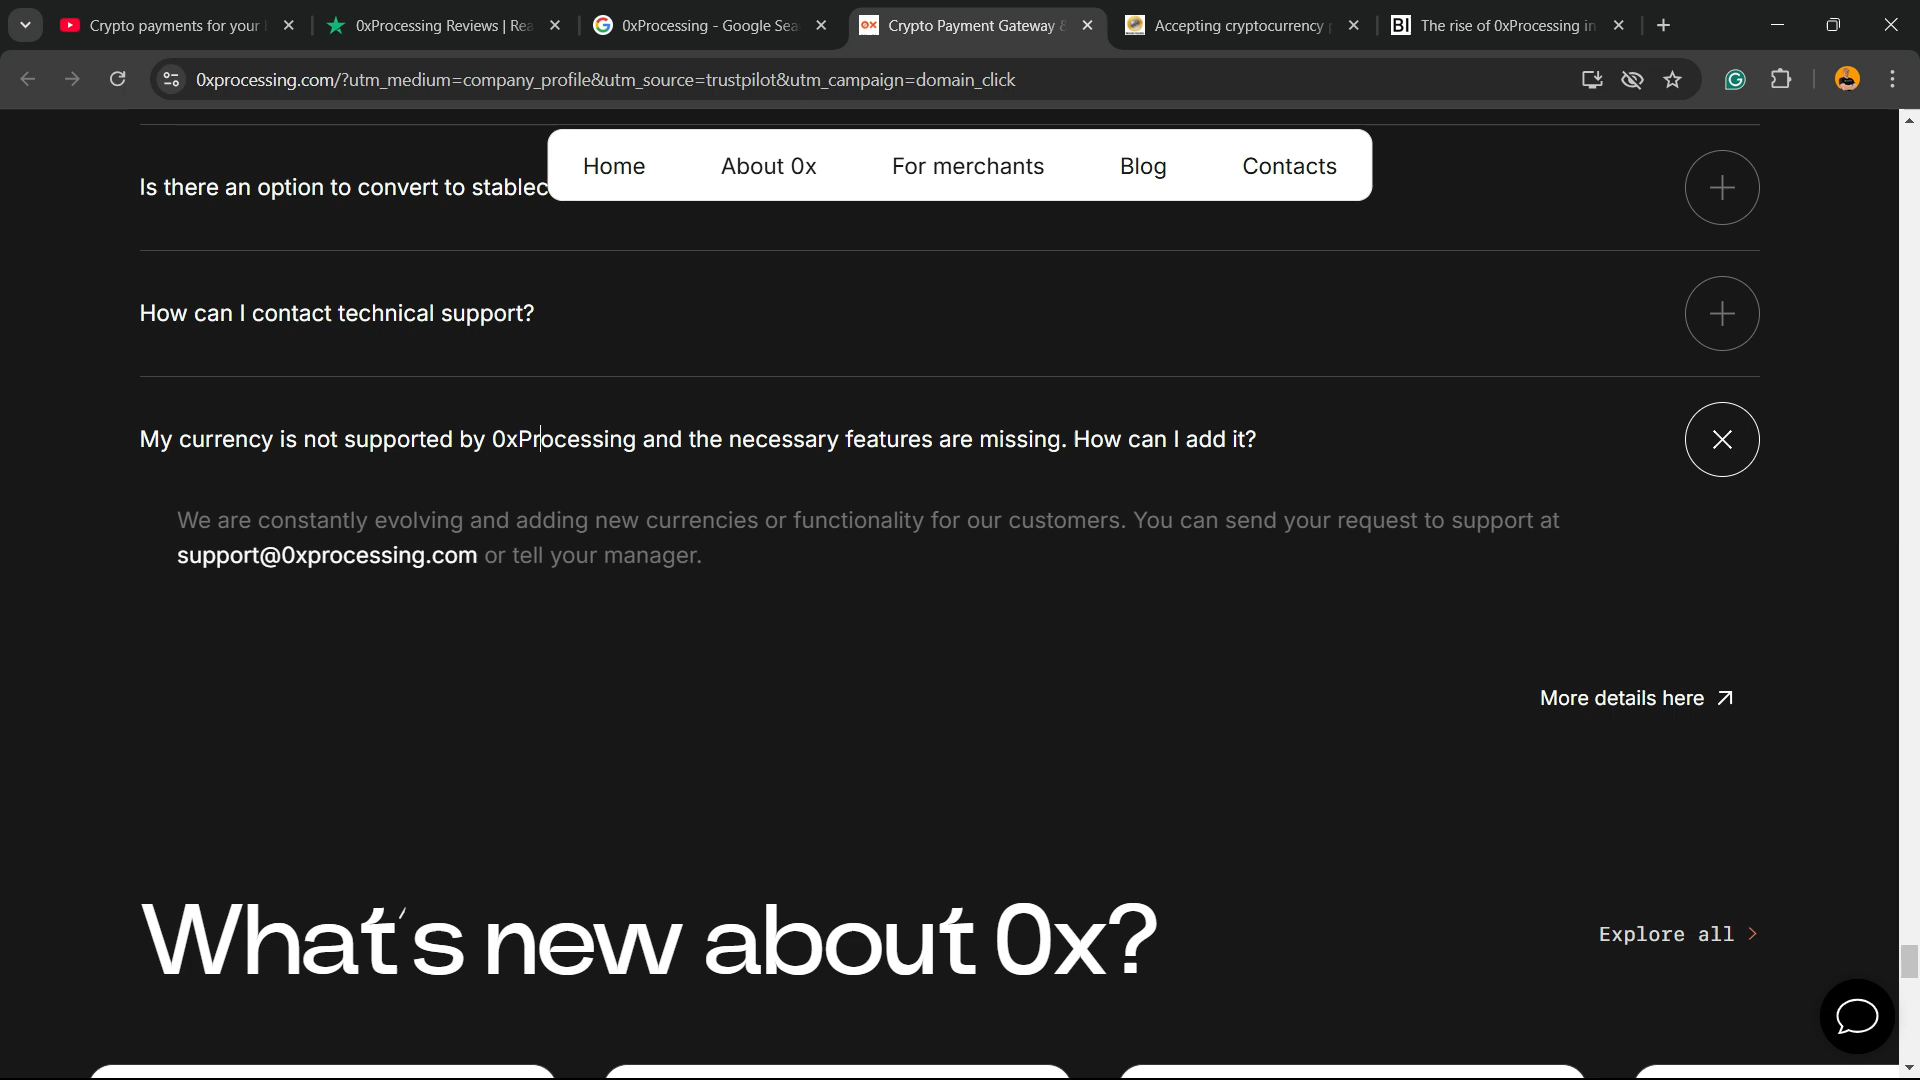 Crypto payments for your
0xProcessing Reviews | Rea
0xProcessing - Google Sea
Crypto Payment Gateway &
Accepting cryptocurrency p
BI The rise of 0xProcessing in
0xprocessing.com/?utm_medium=company_profile&utm_source=trustpilot&utm_campaign=domain_click
Home About 0x For merchants Blog Contacts
Is there an option to convert to stablec
How can I contact technical support?
My currency is not supported by 0xProcessing and the necessary features are missing. How can I add it?
We are constantly evolving and adding new currencies or functionality for our customers. You can send your request to support at
support@0xprocessing.com or tell your manager.
More details here
What's new about 0x?
Explore all